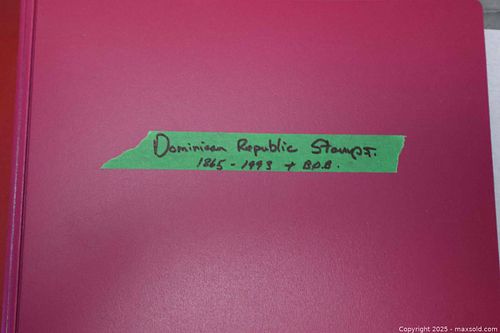 Dominican Republic Stamps.
1865 - 1993 + B.O.B.
Copyright © 2025 - maxsold.com